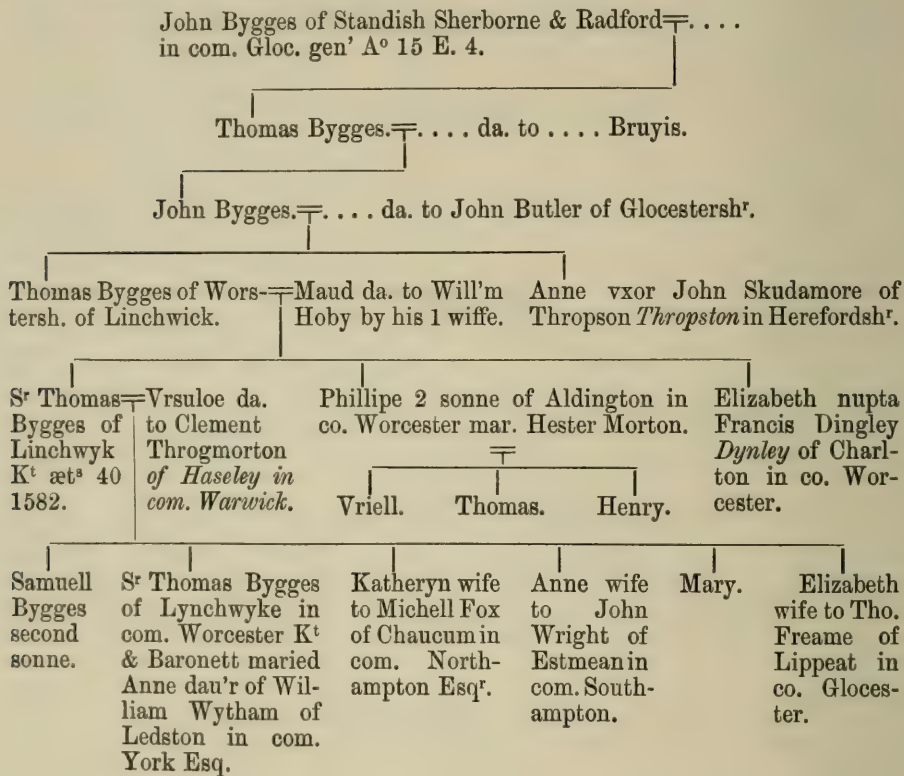 John Bygges of Standish Sherborne & Radford=. . . .
in com. Gloc. gen' Aº 15 E. 4.
Thomas Bygges.=. . . . da. to . . . . Bruyis.
John Bygges.=. . . . da. to John Butler of Glocestershʳ.
Thomas Bygges of Wors-
tersh. of Linchwick.
=Maud da. to Will'm
Hoby by his 1 wiffe.
Anne vxor John Skudamore of
Thropson Thropston in Herefordshʳ.
Sʳ Thomas=
Bygges of
Linchwyk
Kᵗ ætˢ 40
1582.
Vrsuloe da.
to Clement
Throgmorton
of Haseley in
com. Warwick.
Phillipe 2 sonne of Aldington in
co. Worcester mar. Hester Morton.
=
Vriell. Thomas. Henry.
Elizabeth nupta
Francis Dingley
Dynley of Charl-
ton in co. Wor-
cester.
Samuell
Bygges
second
sonne.
Sʳ Thomas Bygges
of Lynchwyke in
com. Worcester Kᵗ
& Baronett maried
Anne dau'r of Wil-
liam Wytham of
Ledston in com.
York Esq.
Katheryn wife
to Michell Fox
of Chaucum in
com. North-
ampton Esqʳ.
Anne wife
to John
Wright of
Estmean in
com. South-
ampton.
Mary.
Elizabeth
wife to Tho.
Freame of
Lippeat in
co. Gloces-
ter.